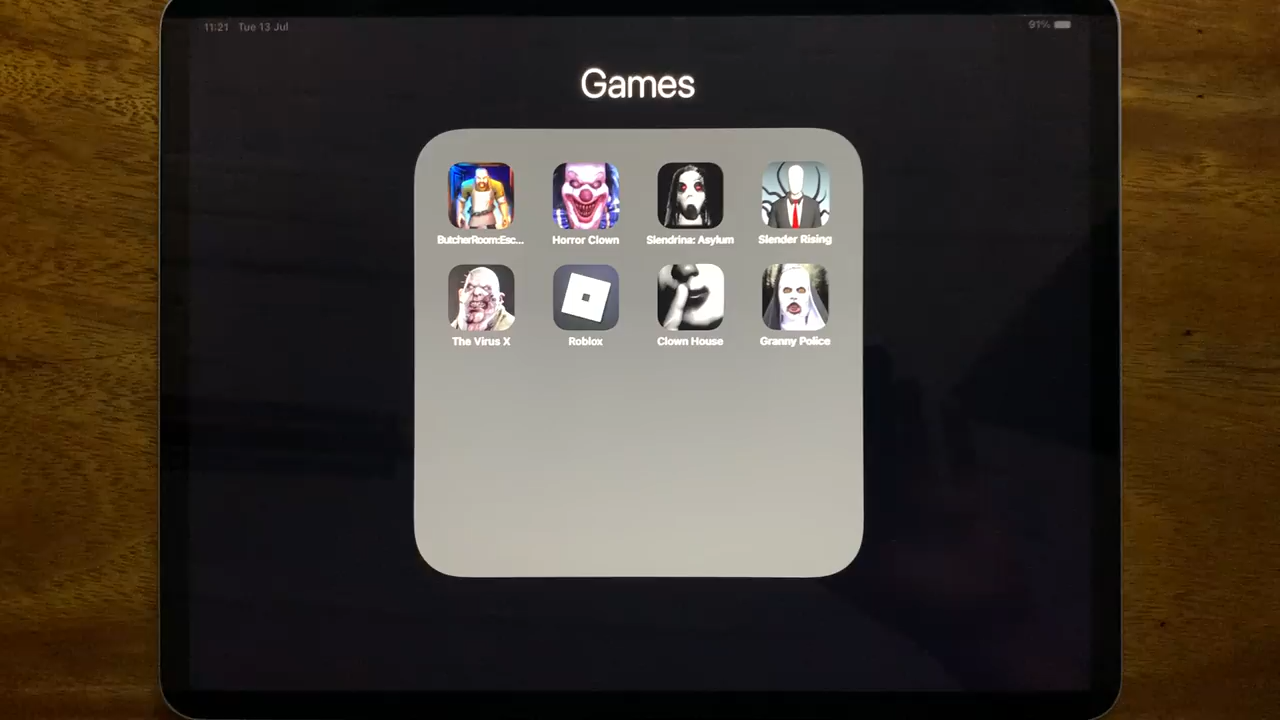 11:21 Tue 13 Jul
91%
Games
ButcherRoom:Esc...
Horror Clown
Slendrina: Asylum
Slender Rising
The Virus X
Roblox
Clown House
Granny Police